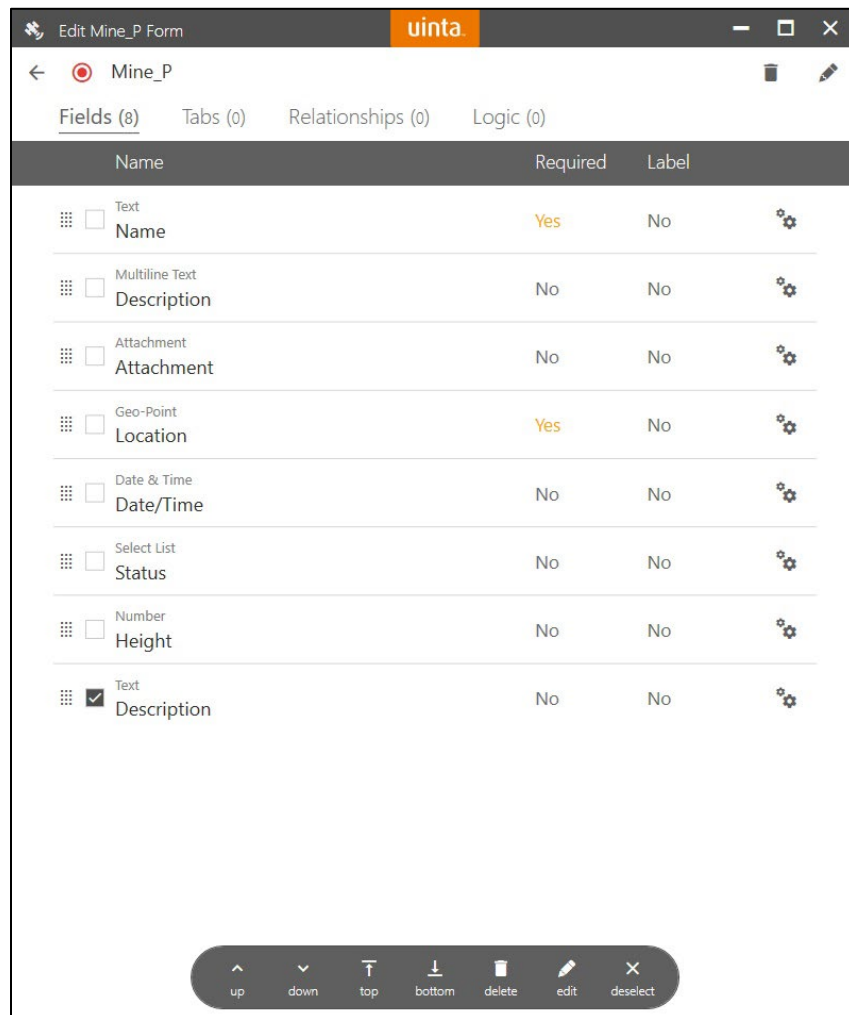 Edit Mine_P Form
uinta
Mine_P
Fields (8) Tabs (0) Relationships (0) Logic (0)
Name Required Label
Text
Name Yes No
Multiline Text
Description No No
Attachment
Attachment No No
Geo-Point
Location Yes No
Date & Time
Date/Time No No
Select List
Status No No
Number
Height No No
Text
Description No No
up down top bottom delete edit deselect